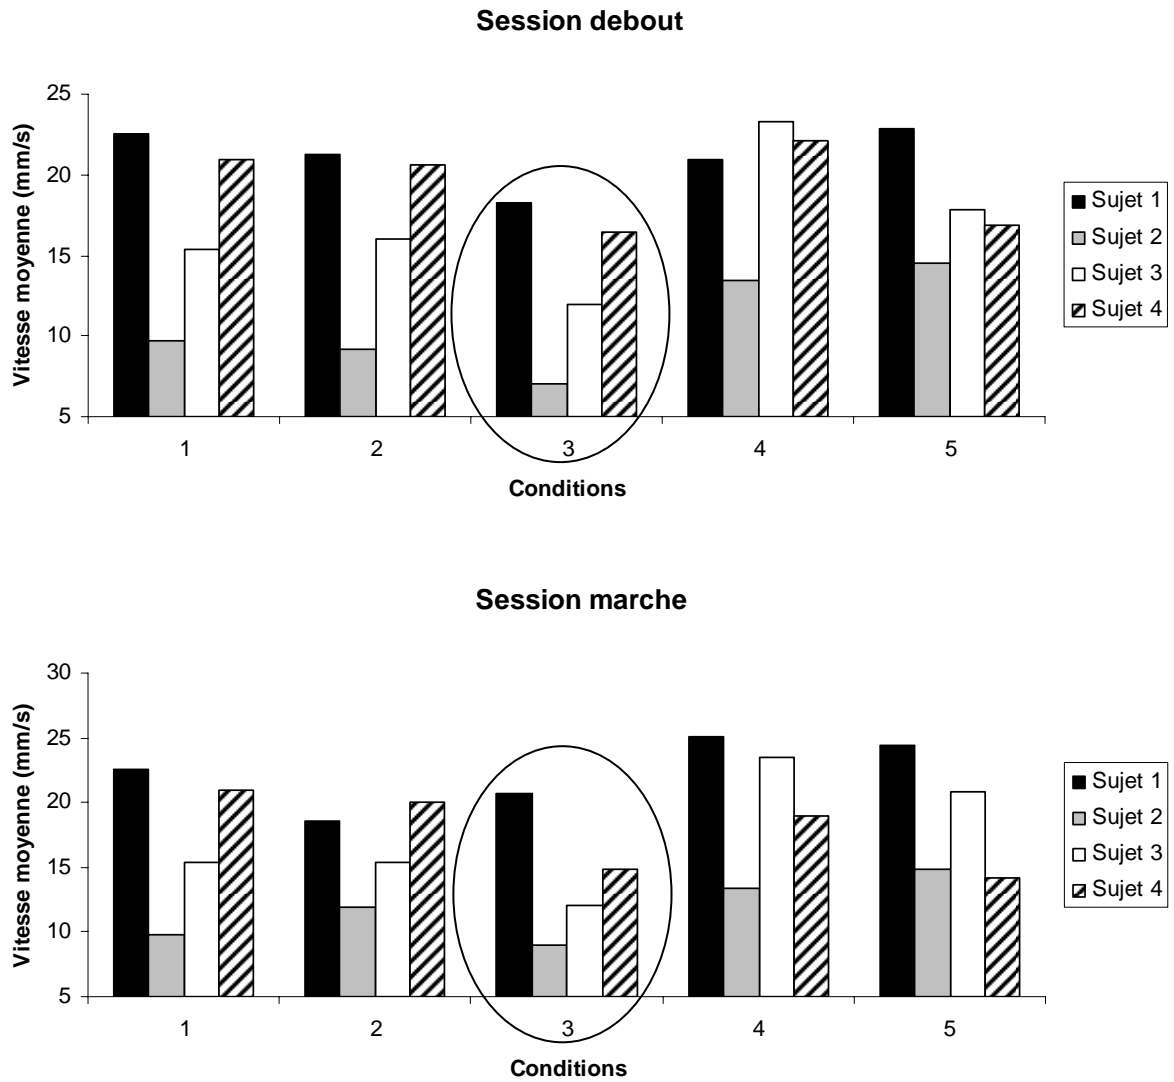 Session debout
Vitesse moyenne (mm/s)
25
20
15
10
5
1 2 3 4 5
Conditions
Sujet 1
Sujet 2
Sujet 3
Sujet 4
Session marche
Vitesse moyenne (mm/s)
30
25
20
15
10
5
1 2 3 4 5
Conditions
Sujet 1
Sujet 2
Sujet 3
Sujet 4